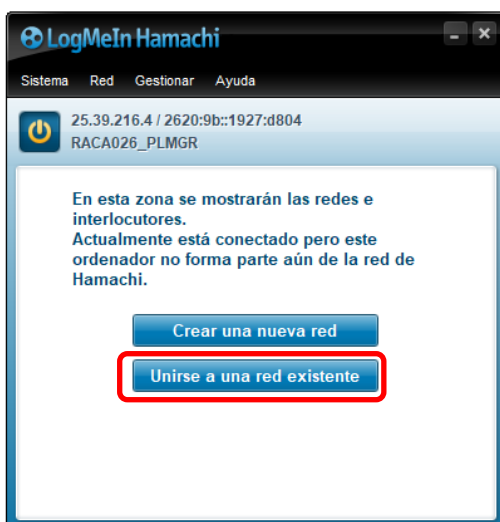 LogMeIn Hamachi
Sistema Red Gestionar Ayuda
25.39.216.4 / 2620:9b::1927:d804
RACA026_PLMGR
En esta zona se mostrarán las redes e
interlocutores.
Actualmente está conectado pero este
ordenador no forma parte aún de la red de
Hamachi.
Crear una nueva red
Unirse a una red existente